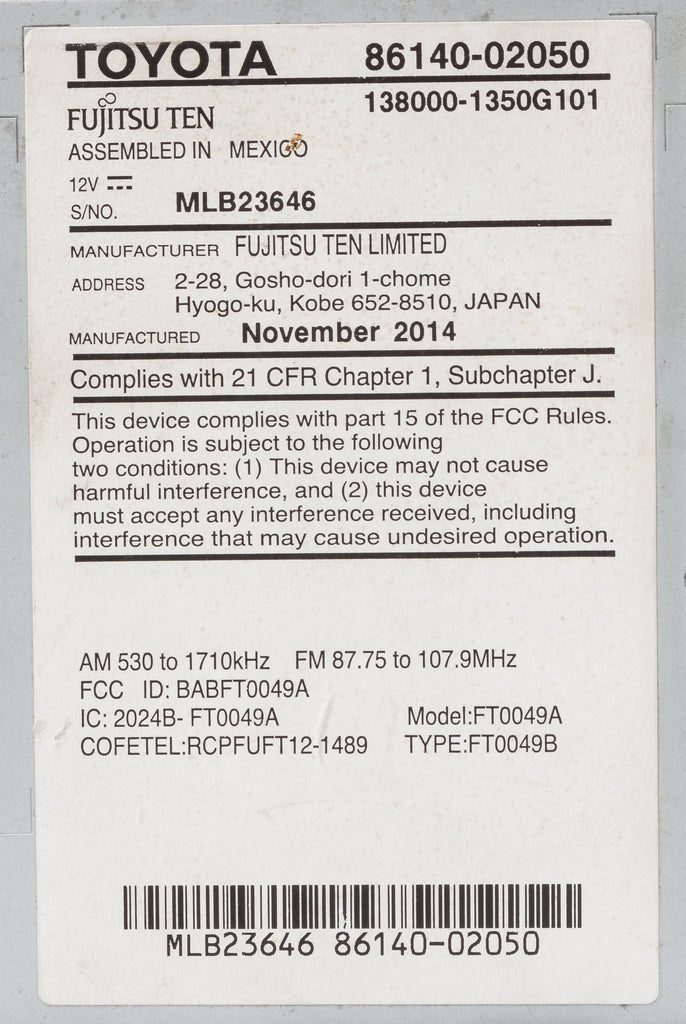 TOYOTA 86140-02050
FUJITSU TEN 138000-1350G101
ASSEMBLED IN MEXICO
12V
S/NO. MLB23646
MANUFACTURER FUJITSU TEN LIMITED
ADDRESS 2-28, Gosho-dori 1-chome
Hyogo-ku, Kobe 652-8510, JAPAN
MANUFACTURED November 2014
Complies with 21 CFR Chapter 1, Subchapter J.
This device complies with part 15 of the FCC Rules.
Operation is subject to the following
two conditions: (1) This device may not cause
harmful interference, and (2) this device
must accept any interference received, including
interference that may cause undesired operation.
AM 530 to 1710kHz FM 87.75 to 107.9MHz
FCC ID: BABFT0049A
IC: 2024B- FT0049A Model:FT0049A
COFETEL:RCPFUFT12-1489 TYPE:FT0049B
MLB23646 86140-02050